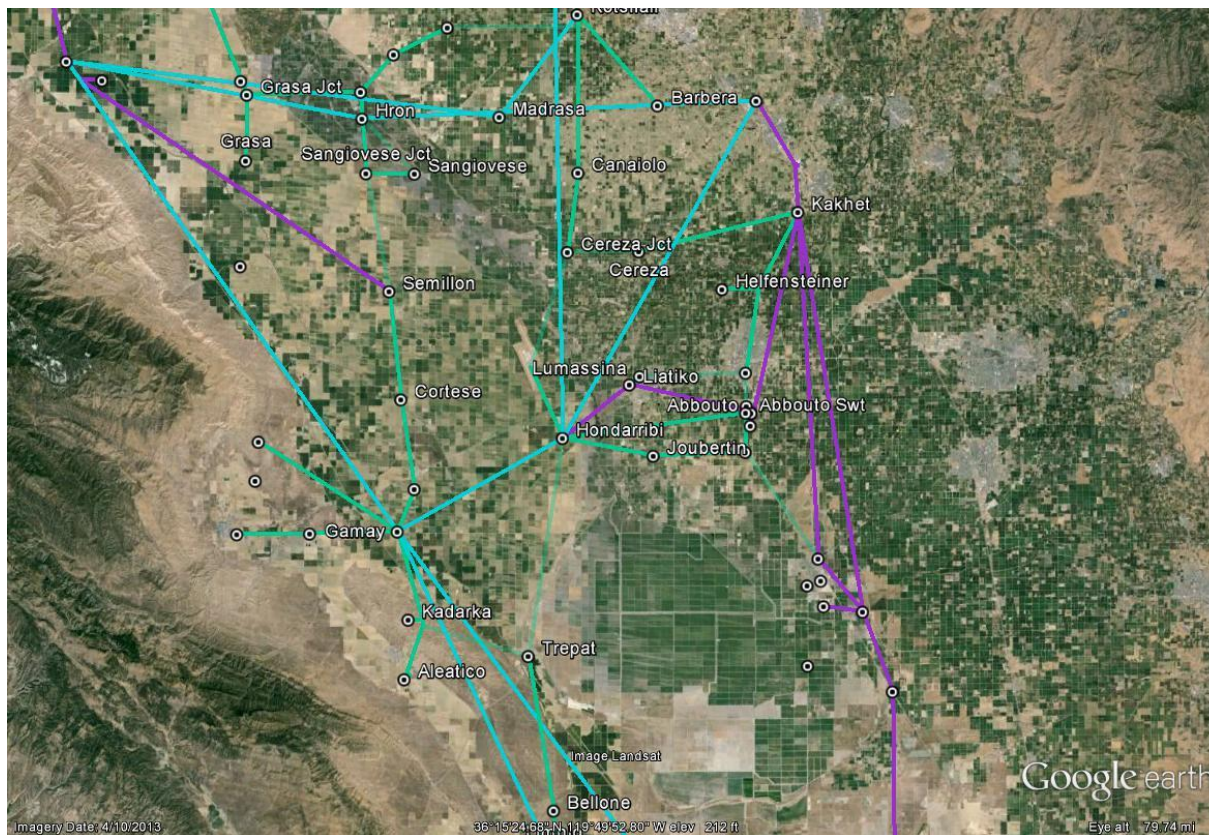 Grasa Jct
Hron
Madrasa
Barbera
Grasa
Sangiovese Jct
Sangiovese
Canaiolo
Kakhet
Cereza Jct
Cereza
Semillon
Helfensteiner
Lumassina
Liatiko
Cortese
Abbouto
Abbouto Swt
Hondarribi
Joubertin
Gamay
Kadarka
Trepat
Aleatico
Image Landsat
Google earth
Bellone
Imagery Date: 4/10/2013
36°15'24.68" N 119°49'52.80" W elev 212 ft
Eye alt 79.74 mi